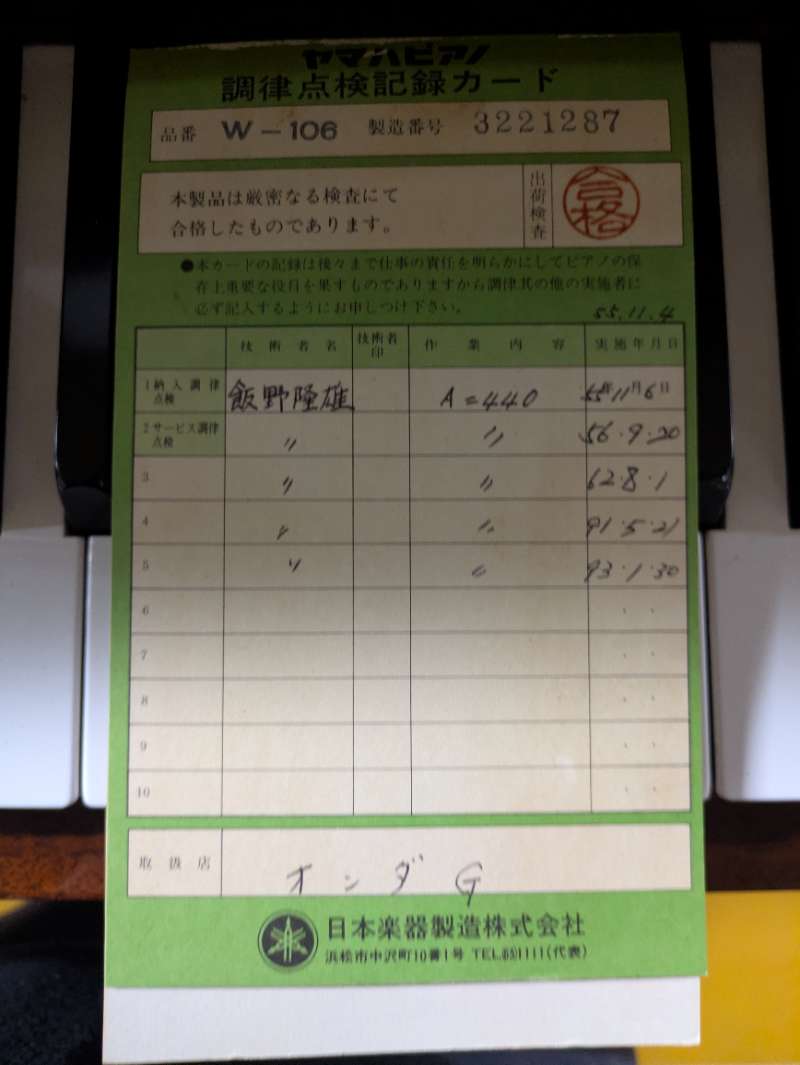 ヤマハピアノ
調律点検記録カード
品番 W-106 製造番号 3221287
本製品は厳密なる検査にて
合格したものであります。
出荷検査
合格
●本カードの記録は後々まで仕事の責任を明らかにしてピアノの保
存上重要な役目を果すものでありますから調律其の他の実施者に
必ず記入するようにお申しつけ下さい。
55.11.4
技術者名 技術者印 作業内容 実施年月日
1 納入調律点検 飯野隆雄 A=440 55年11月6日
2 サービス調律点検 〃 〃 56.9.20
3 〃 〃 62.8.1
4 〃 〃 91.5.21
5 〃 〃 93.1.30
6 . .
7 . .
8 . .
9 . .
10 . .
取扱店 オンダ G
日本楽器製造株式会社
浜松市中沢町10番1号 TEL. 1111(代表)